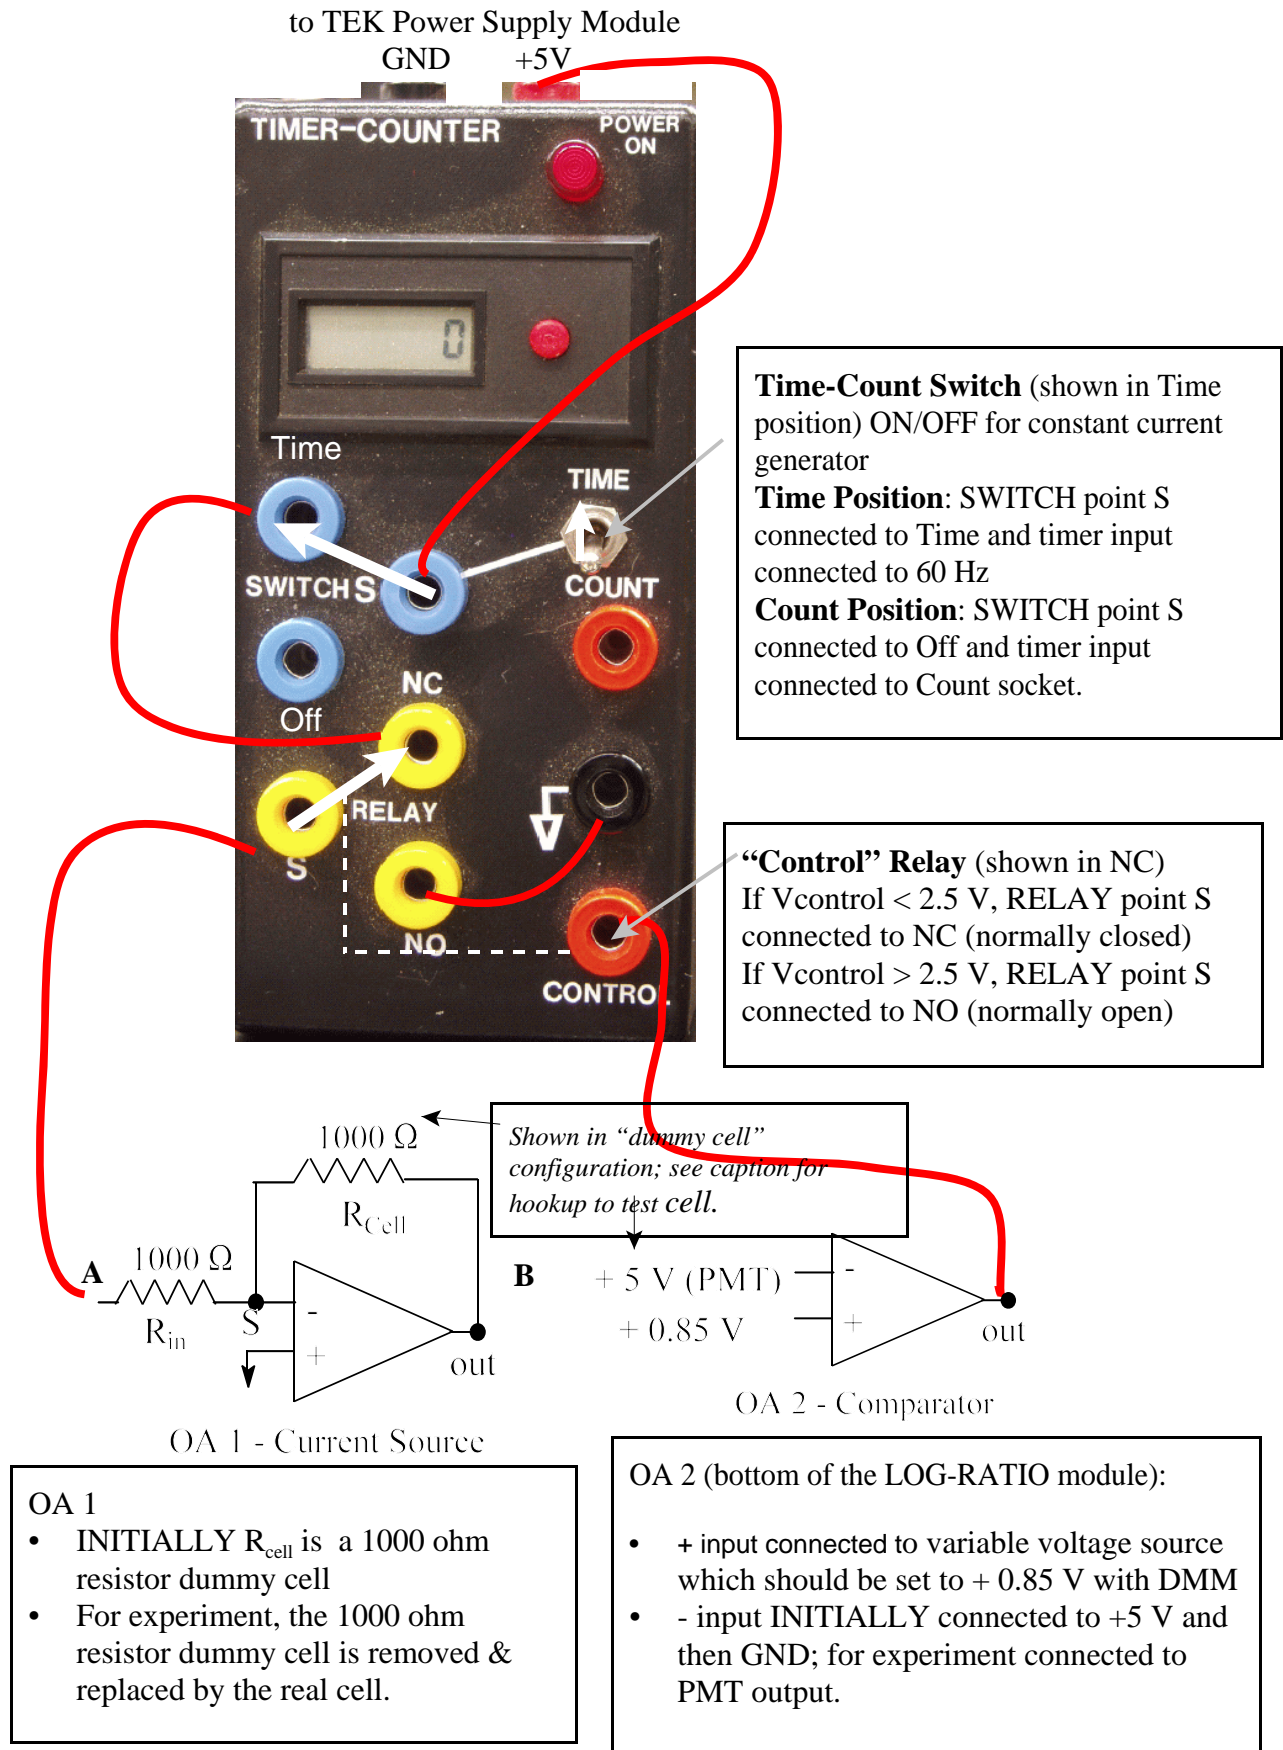 to TEK Power Supply Module
GND +5V
TIMER-COUNTER
POWER
ON
0
Time
TIME
SWITCH S
COUNT
NC
Off
RELAY
S
NO
CONTROL
Time-Count Switch (shown in Time
position) ON/OFF for constant current
generator
Time Position: SWITCH point S
connected to Time and timer input
connected to 60 Hz
Count Position: SWITCH point S
connected to Off and timer input
connected to Count socket.
“Control” Relay (shown in NC)
If Vcontrol < 2.5 V, RELAY point S
connected to NC (normally closed)
If Vcontrol > 2.5 V, RELAY point S
connected to NO (normally open)
1000 Ω
RCell
Shown in “dummy cell”
configuration; see caption for
hookup to test cell.
A
1000 Ω
Rin
S
-
+
out
OA 1 - Current Source
B
+ 5 V (PMT)
+ 0.85 V
-
+
out
OA 2 - Comparator
OA 1
• INITIALLY Rcell is a 1000 ohm
resistor dummy cell
• For experiment, the 1000 ohm
resistor dummy cell is removed &
replaced by the real cell.
OA 2 (bottom of the LOG-RATIO module):
• + input connected to variable voltage source
which should be set to + 0.85 V with DMM
• - input INITIALLY connected to +5 V and
then GND; for experiment connected to
PMT output.